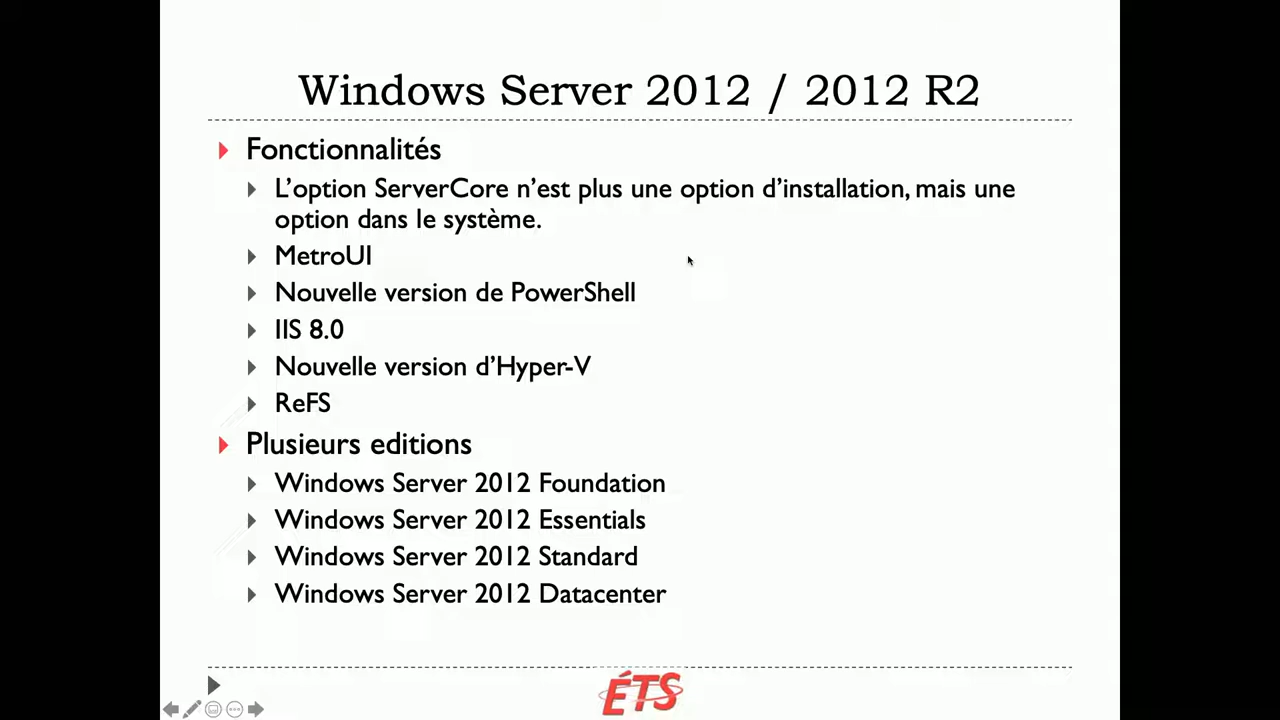 Windows Server 2012 / 2012 R2
Fonctionnalités
L’option ServerCore n’est plus une option d’installation, mais une
option dans le système.
MetroUI
Nouvelle version de PowerShell
IIS 8.0
Nouvelle version d’Hyper-V
ReFS
Plusieurs editions
Windows Server 2012 Foundation
Windows Server 2012 Essentials
Windows Server 2012 Standard
Windows Server 2012 Datacenter
ÉTS